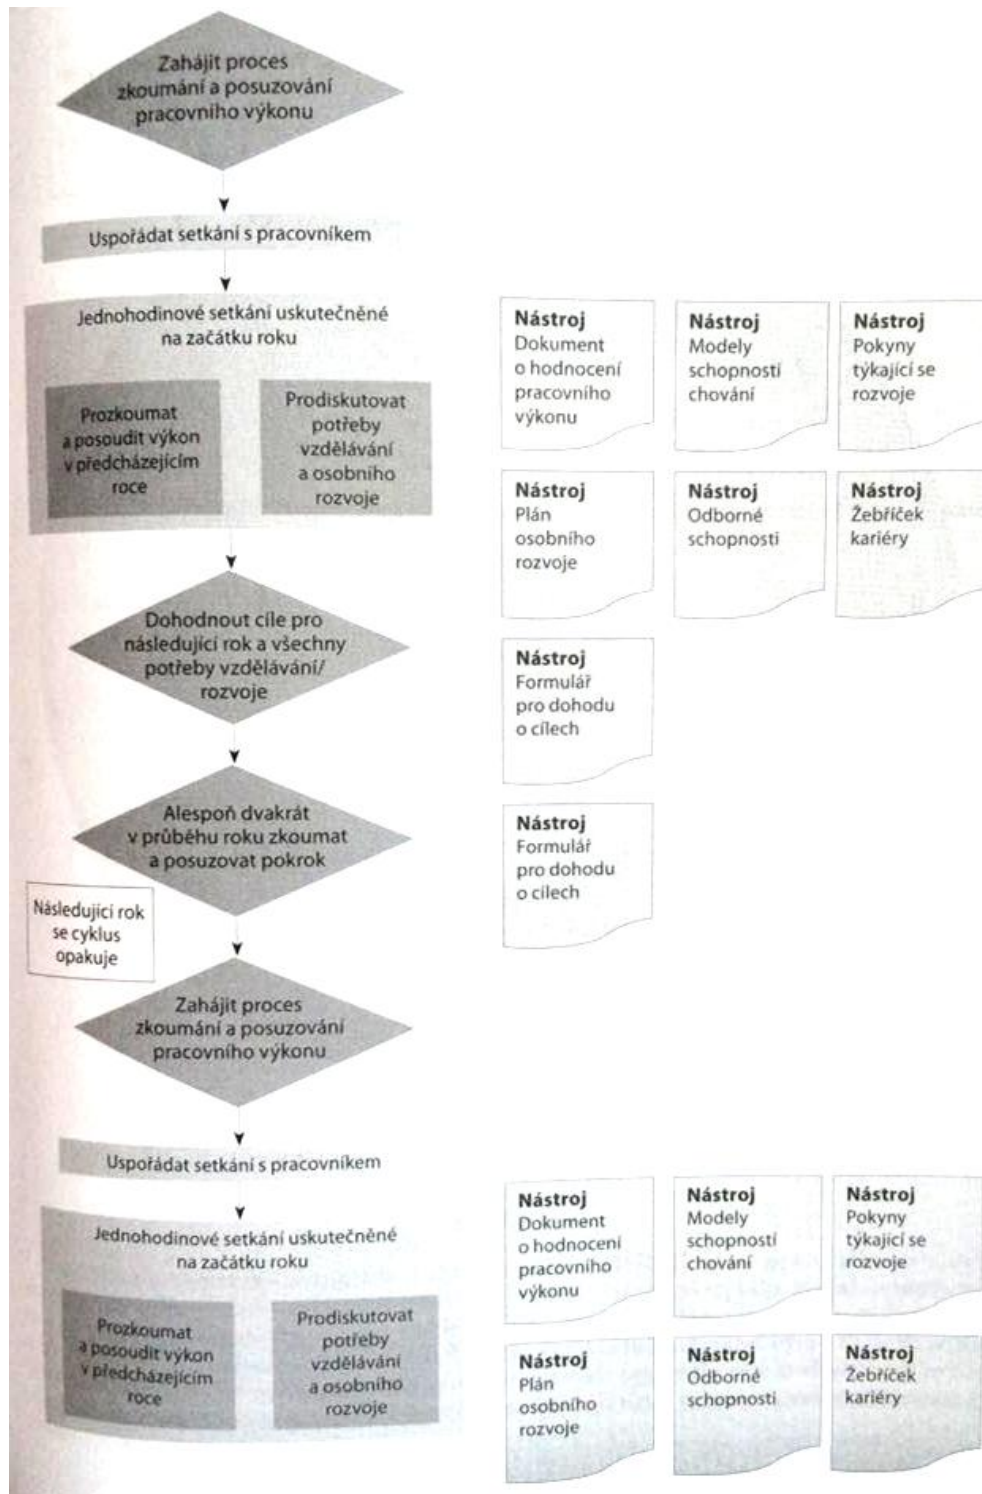 Zahájit proces
zkoumání a posuzování
pracovního výkonu
Uspořádat setkání s pracovníkem
Jednohodinové setkání uskutečněné
na začátku roku
Prozkoumat
a posoudit výkon
v předcházejícím
roce
Prodiskutovat
potřeby
vzdělávání
a osobního
rozvoje
Nástroj
Dokument
o hodnocení
pracovního
výkonu
Nástroj
Modely
schopností
chování
Nástroj
Pokyny
týkající se
rozvoje
Nástroj
Plán
osobního
rozvoje
Nástroj
Odborné
schopnosti
Nástroj
Žebříček
kariéry
Dohodnout cíle pro
následující rok a všechny
potřeby vzdělávání/
rozvoje
Nástroj
Formulář
pro dohodu
o cílech
Alespoň dvakrát
v průběhu roku zkoumat
a posuzovat pokrok
Nástroj
Formulář
pro dohodu
o cílech
Následující rok
se cyklus
opakuje
Zahájit proces
zkoumání a posuzování
pracovního výkonu
Uspořádat setkání s pracovníkem
Jednohodinové setkání uskutečněné
na začátku roku
Prozkoumat
a posoudit výkon
v předcházejícím
roce
Prodiskutovat
potřeby
vzdělávání
a osobního
rozvoje
Nástroj
Dokument
o hodnocení
pracovního
výkonu
Nástroj
Modely
schopností
chování
Nástroj
Pokyny
týkající se
rozvoje
Nástroj
Plán
osobního
rozvoje
Nástroj
Odborné
schopnosti
Nástroj
Žebříček
kariéry